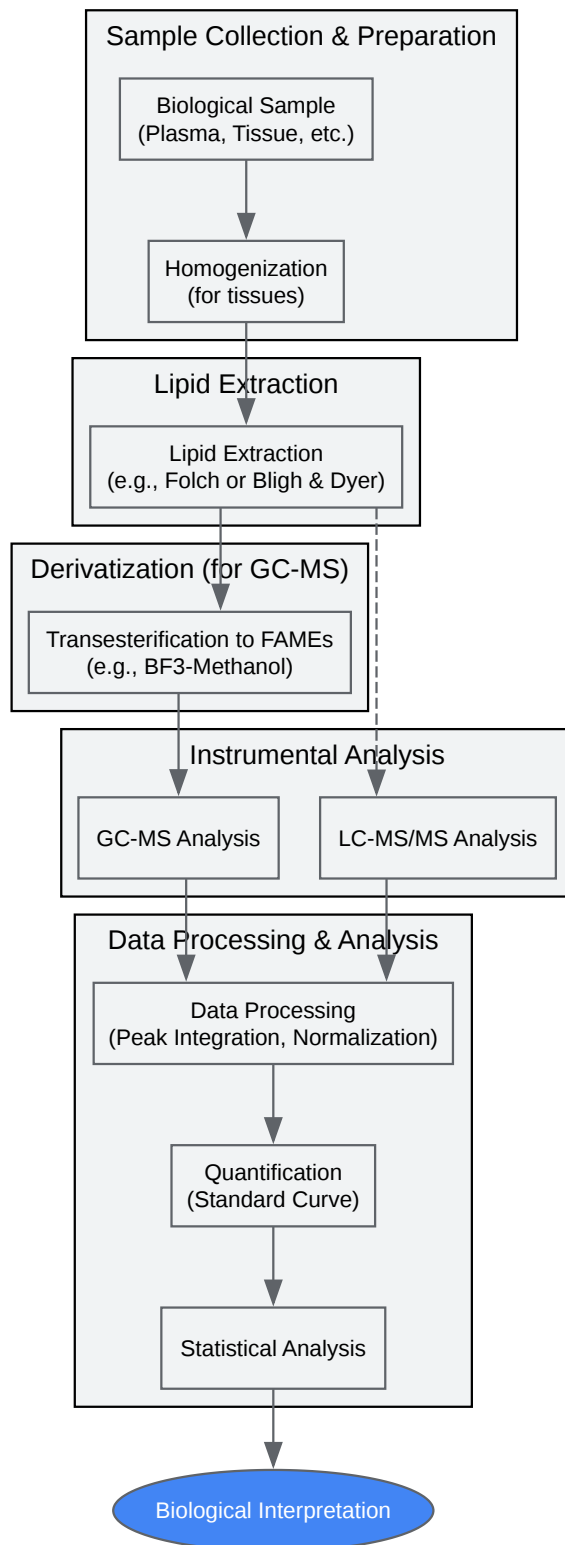 Sample Collection & Preparation
Biological Sample
(Plasma, Tissue, etc.)
Homogenization
(for tissues)
Lipid Extraction
Lipid Extraction
(e.g., Folch or Bligh & Dyer)
Derivatization (for GC-MS)
Transesterification to FAMEs
(e.g., BF3-Methanol)
Instrumental Analysis
GC-MS Analysis
LC-MS/MS Analysis
Data Processing & Analysis
Data Processing
(Peak Integration, Normalization)
Quantification
(Standard Curve)
Statistical Analysis
Biological Interpretation